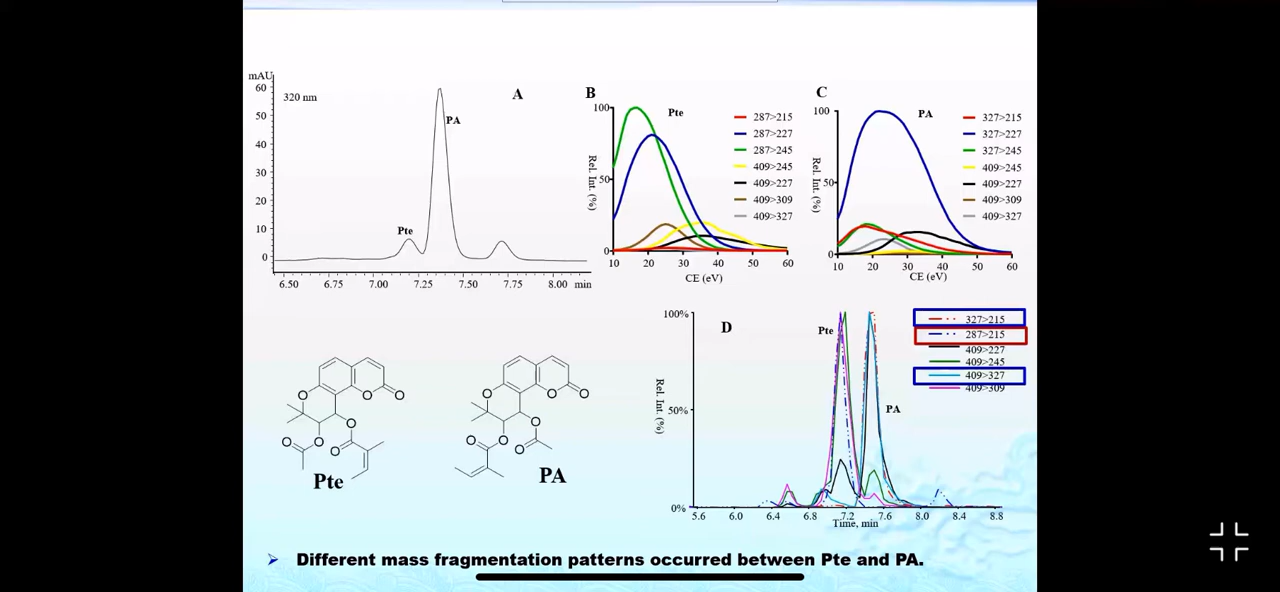 mAU
60
50
40
30
20
10
0
320 nm
A
PA
Pte
6.50 6.75 7.00 7.25 7.50 7.75 8.00 min
B
Pte
Rel. Int. (%)
100
50
0
10 20 30 40 50 60
CE (eV)
287>215
287>227
287>245
409>245
409>227
409>309
409>327
C
PA
Rel. Int. (%)
100
50
0
10 20 30 40 50 60
CE (eV)
327>215
327>227
327>245
409>245
409>227
409>309
409>327
O
O
O
O
O
O
O
Pte
O
O
O
O
O
O
O
PA
D
Rel. Int. (%)
100%
50%
0%
Pte
PA
5.6 6.0 6.4 6.8 7.2 7.6 8.0 8.4 8.8
Time, min
327>215
287>215
409>227
409>245
409>327
409>309
➢ Different mass fragmentation patterns occurred between Pte and PA.